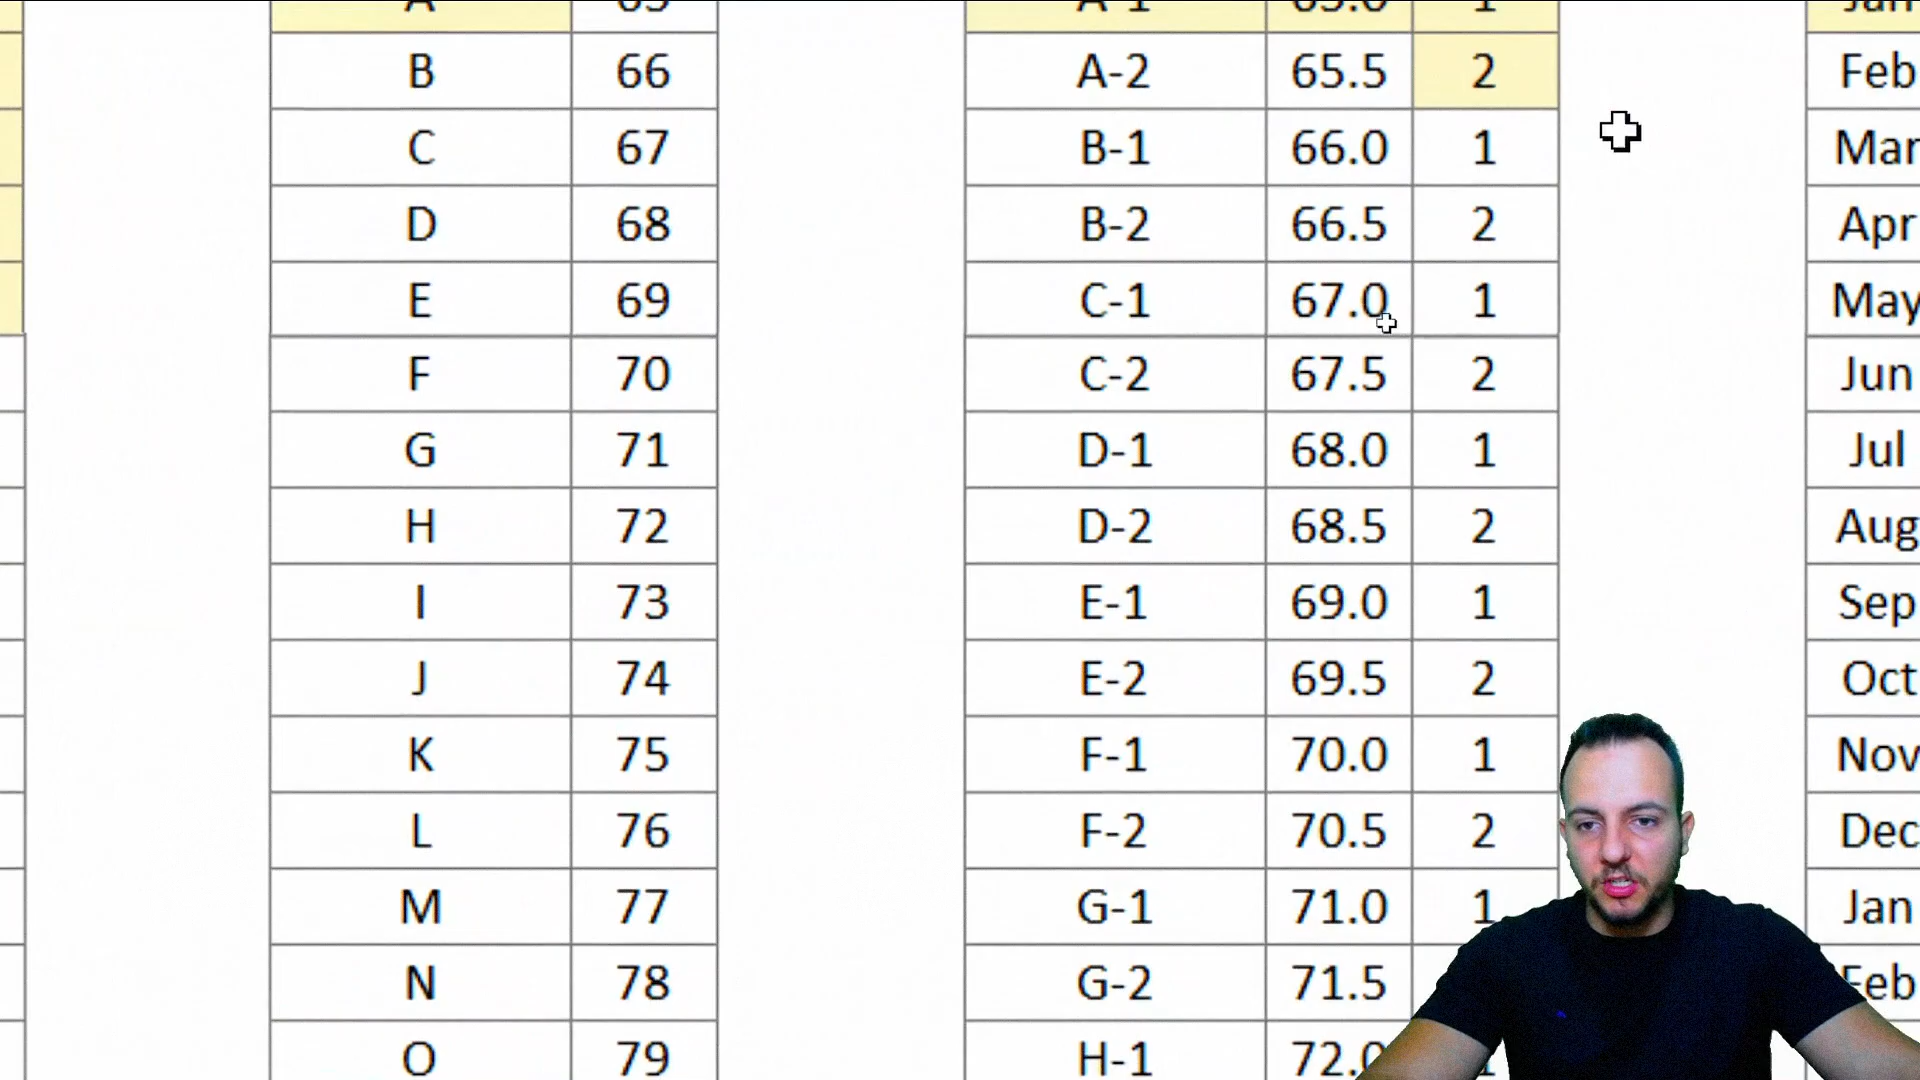 A 65 A-1 65.0 1 Jan
B 66 A-2 65.5 2 Feb
C 67 B-1 66.0 1 Mar
D 68 B-2 66.5 2 Apr
E 69 C-1 67.0 1 May
F 70 C-2 67.5 2 Jun
G 71 D-1 68.0 1 Jul
H 72 D-2 68.5 2 Aug
I 73 E-1 69.0 1 Sep
J 74 E-2 69.5 2 Oct
K 75 F-1 70.0 1 Nov
L 76 F-2 70.5 2 Dec
M 77 G-1 71.0 1 Jan
N 78 G-2 71.5 Feb
O 79 H-1 72.0